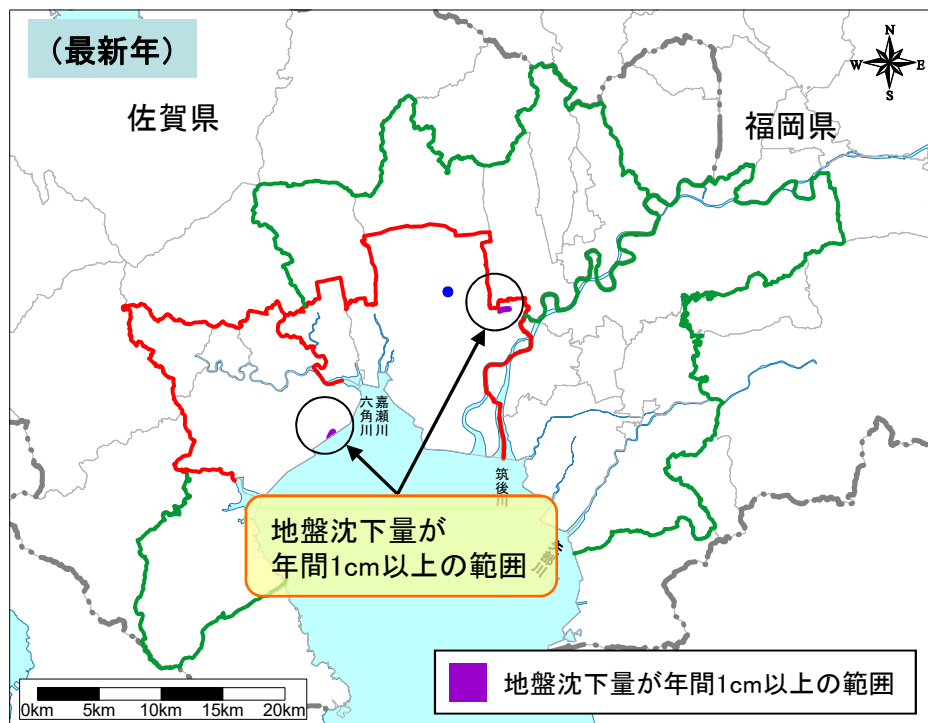 (最新年)
佐賀県
福岡県
N
W
E
S
六角川
嘉瀬川
筑後川
地盤沈下量が
年間1cm以上の範囲
0km 5km 10km 15km 20km
地盤沈下量が年間1cm以上の範囲